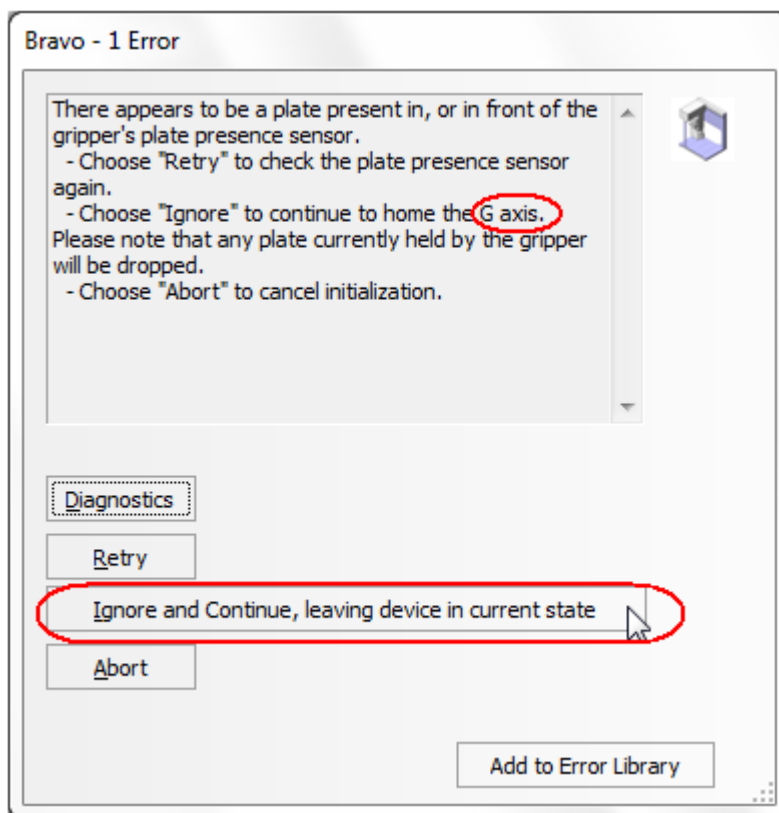 Bravo - 1 Error
There appears to be a plate present in, or in front of the
gripper's plate presence sensor.
- Choose "Retry" to check the plate presence sensor
again.
- Choose "Ignore" to continue to home the G axis.
Please note that any plate currently held by the gripper
will be dropped.
- Choose "Abort" to cancel initialization.
Diagnostics
Retry
Ignore and Continue, leaving device in current state
Abort
Add to Error Library